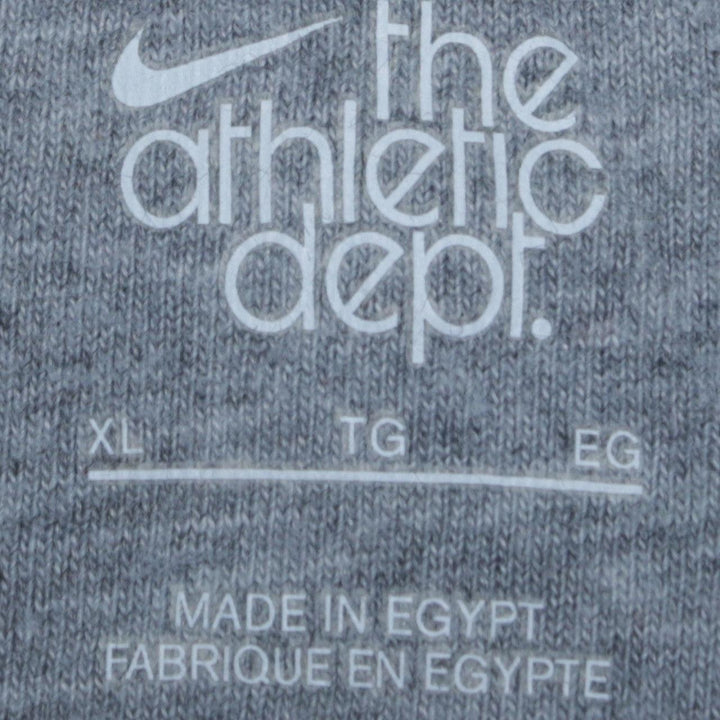 the
athletic
dept.
XL TG EG
MADE IN EGYPT
FABRIQUE EN EGYPTE